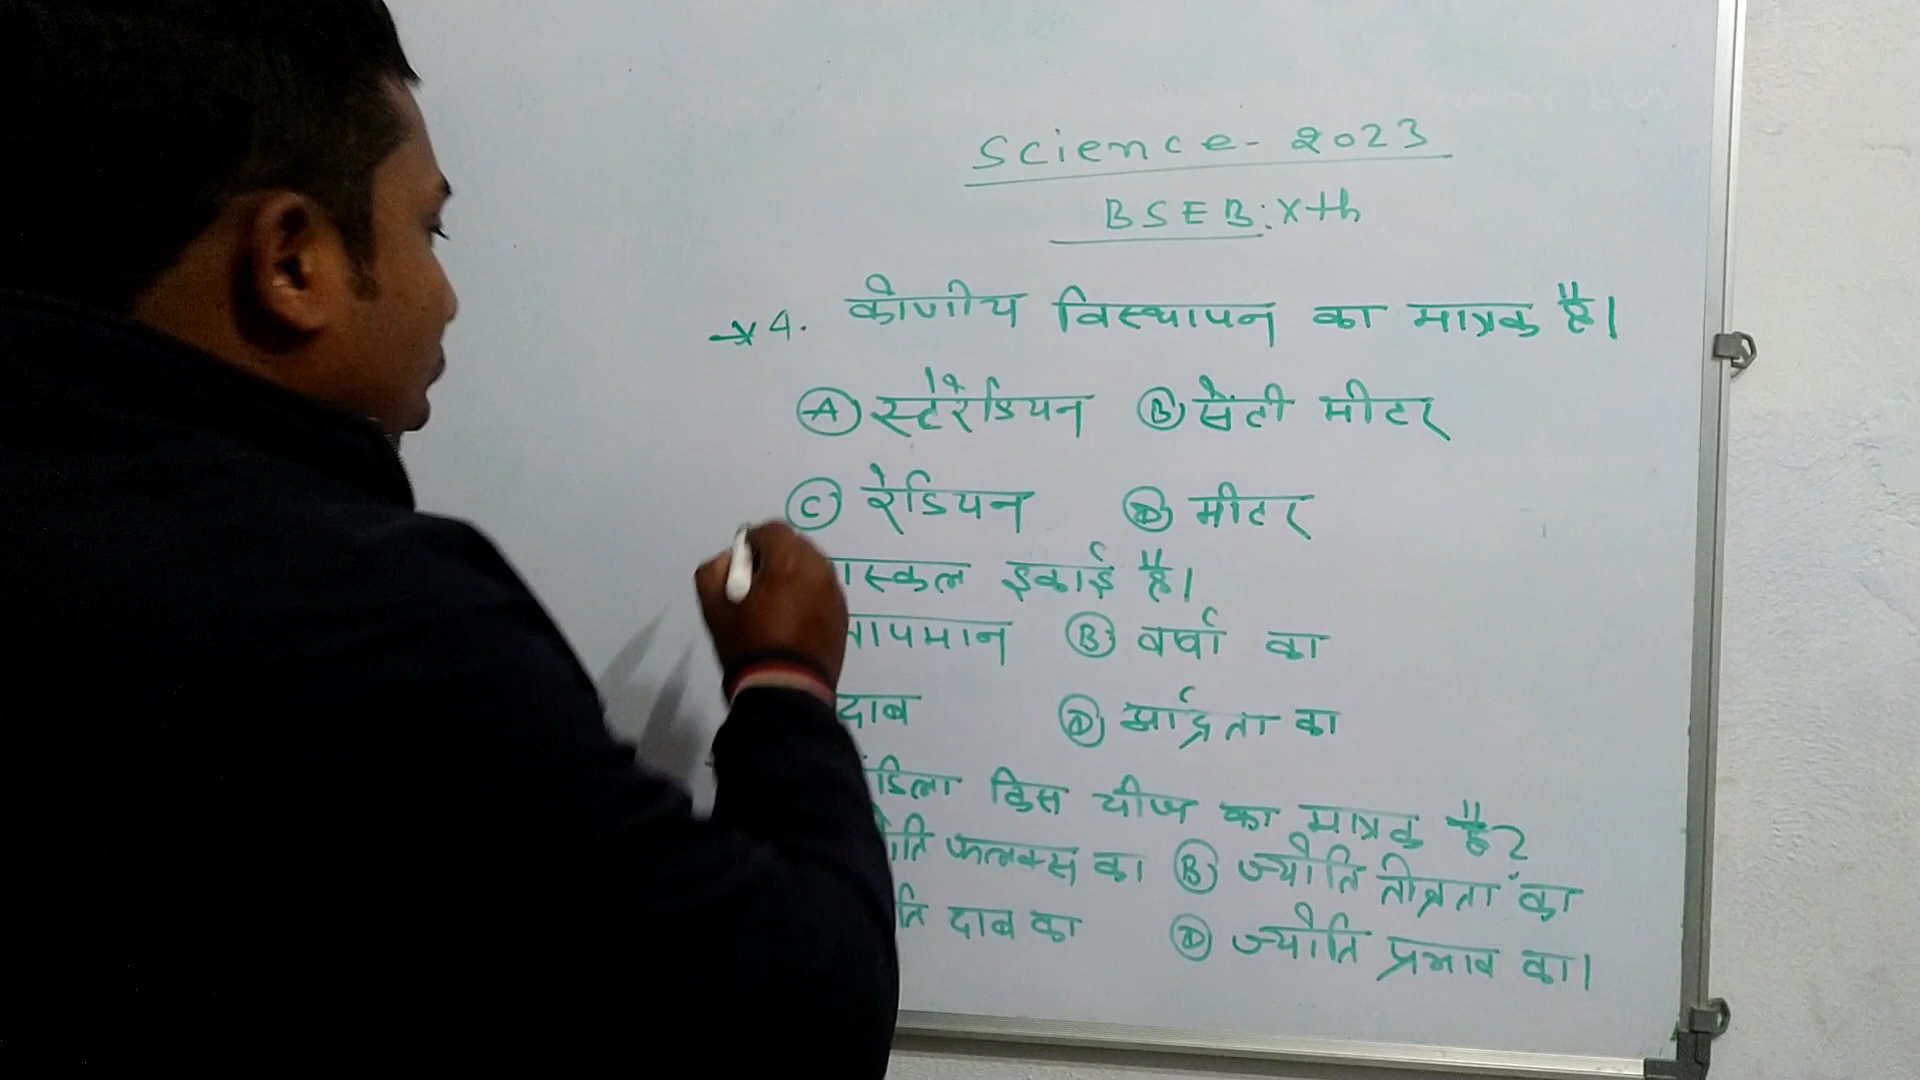 Science - 2023
BSEB: Xth
4. कोणीय विस्थापन का मात्रक है।
(A) स्टेरेडियन (B) सेंटी मीटर
(C) रेडियन (D) मीटर
स्कल इकाई है।
तापमान (B) वर्षा का
दाब (D) आर्द्रता का
डिला किस चीज का मात्रक है?
ति फलक्स का (B) ज्योति तीव्रता का
ति दाब का (D) ज्योति प्रभाव का।